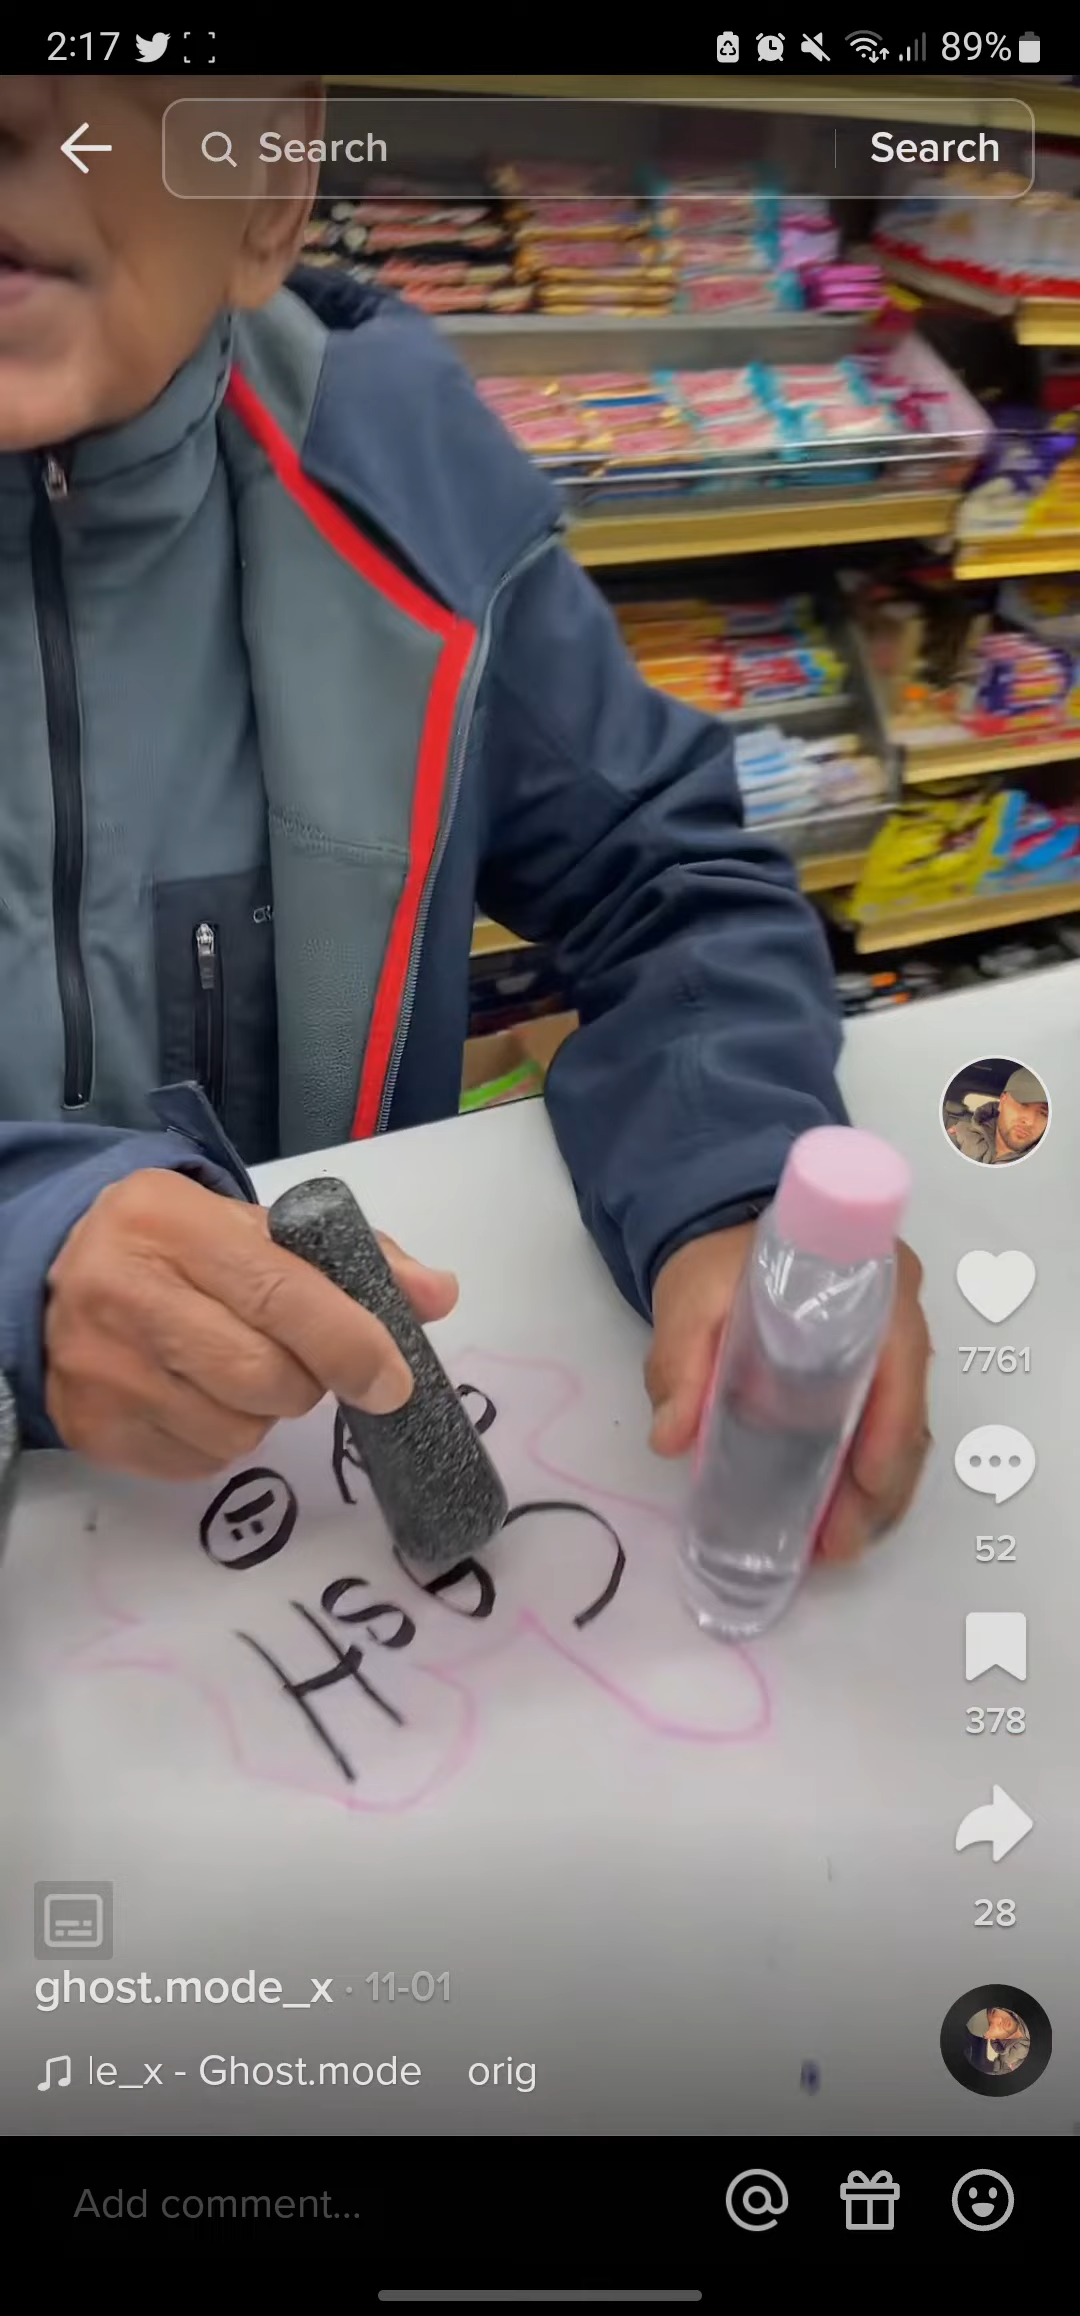 2:17
89%
Search
Search
7761
52
378
28
ghost.mode_x · 11-01
le_x - Ghost.mode orig
Add comment...